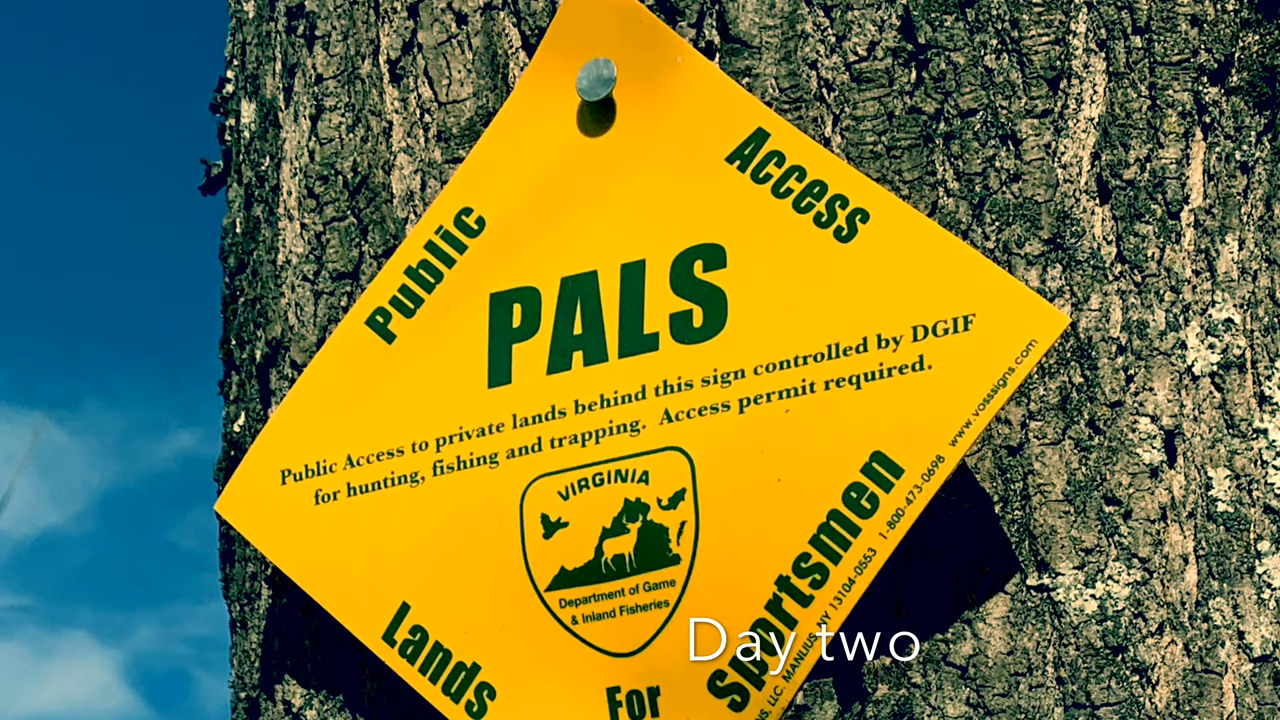 Public
Access
PALS
Public Access to private lands behind this sign controlled by DGIF
for hunting, fishing and trapping. Access permit required.
VIRGINIA
Department of Game
& Inland Fisheries
Lands
For
Sportsmen
LLC. MANLIUS, NY 13104-0553 1-800-473-0698 www.vosssigns.com
Day two